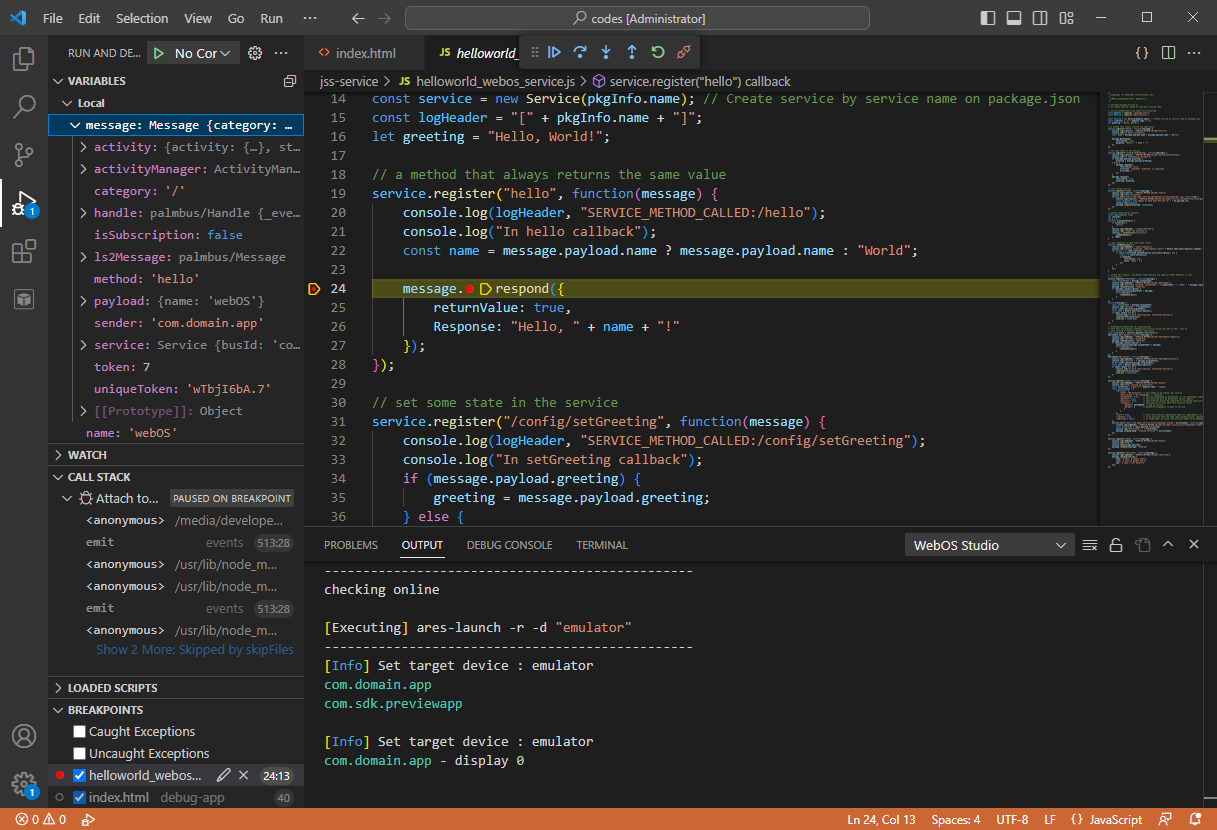 File Edit Selection View Go Run ··· codes [Administrator]
RUN AND DE... No Cor ···
index.html JS helloworld_
jss-service > JS helloworld_webos_service.js > service.register("hello") callback
VARIABLES
Local
message: Message {category: …
activity: {activity: {…}, st…
activityManager: ActivityMan…
category: '/'
handle: palmbus/Handle {_eve…
isSubscription: false
ls2Message: palmbus/Message
method: 'hello'
payload: {name: 'webOS'}
sender: 'com.domain.app'
service: Service {busId: 'co…
token: 7
uniqueToken: 'wTbjI6bA.7'
[[Prototype]]: Object
name: 'webOS'
WATCH
CALL STACK
Attach to... PAUSED ON BREAKPOINT
<anonymous> /media/develope...
emit events 513:28
<anonymous> /usr/lib/node_m...
<anonymous> /usr/lib/node_m...
emit events 513:28
<anonymous> /usr/lib/node_m...
Show 2 More: Skipped by skipFiles
LOADED SCRIPTS
BREAKPOINTS
Caught Exceptions
Uncaught Exceptions
helloworld_webos... 24:13
index.html debug-app 40
1
1
14 const service = new Service(pkgInfo.name); // Create service by service name on package.json
15 const logHeader = "[" + pkgInfo.name + "]";
16 let greeting = "Hello, World!";
17
18 // a method that always returns the same value
19 service.register("hello", function(message) {
20 console.log(logHeader, "SERVICE_METHOD_CALLED:/hello");
21 console.log("In hello callback");
22 const name = message.payload.name ? message.payload.name : "World";
23
24 message.respond({
25 returnValue: true,
26 Response: "Hello, " + name + "!"
27 });
28 });
29
30 // set some state in the service
31 service.register("/config/setGreeting", function(message) {
32 console.log(logHeader, "SERVICE_METHOD_CALLED:/config/setGreeting");
33 console.log("In setGreeting callback");
34 if (message.payload.greeting) {
35 greeting = message.payload.greeting;
36 } else {
PROBLEMS OUTPUT DEBUG CONSOLE TERMINAL WebOS Studio
------------------------------------------------
checking online
[Executing] ares-launch -r -d "emulator"
------------------------------------------------
[Info] Set target device : emulator
com.domain.app
com.sdk.previewapp
[Info] Set target device : emulator
com.domain.app - display 0
0 0 Ln 24, Col 13 Spaces: 4 UTF-8 LF {} JavaScript